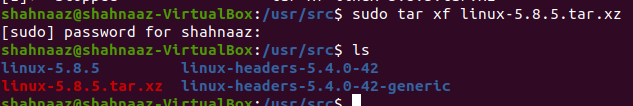 shahnaaz@shahnaaz-VirtualBox:/usr/src$ sudo tar xf linux-5.8.5.tar.xz
[sudo] password for shahnaaz:
shahnaaz@shahnaaz-VirtualBox:/usr/src$ ls
linux-5.8.5 linux-headers-5.4.0-42
linux-5.8.5.tar.xz linux-headers-5.4.0-42-generic
shahnaaz@shahnaaz-VirtualBox:/usr/src$